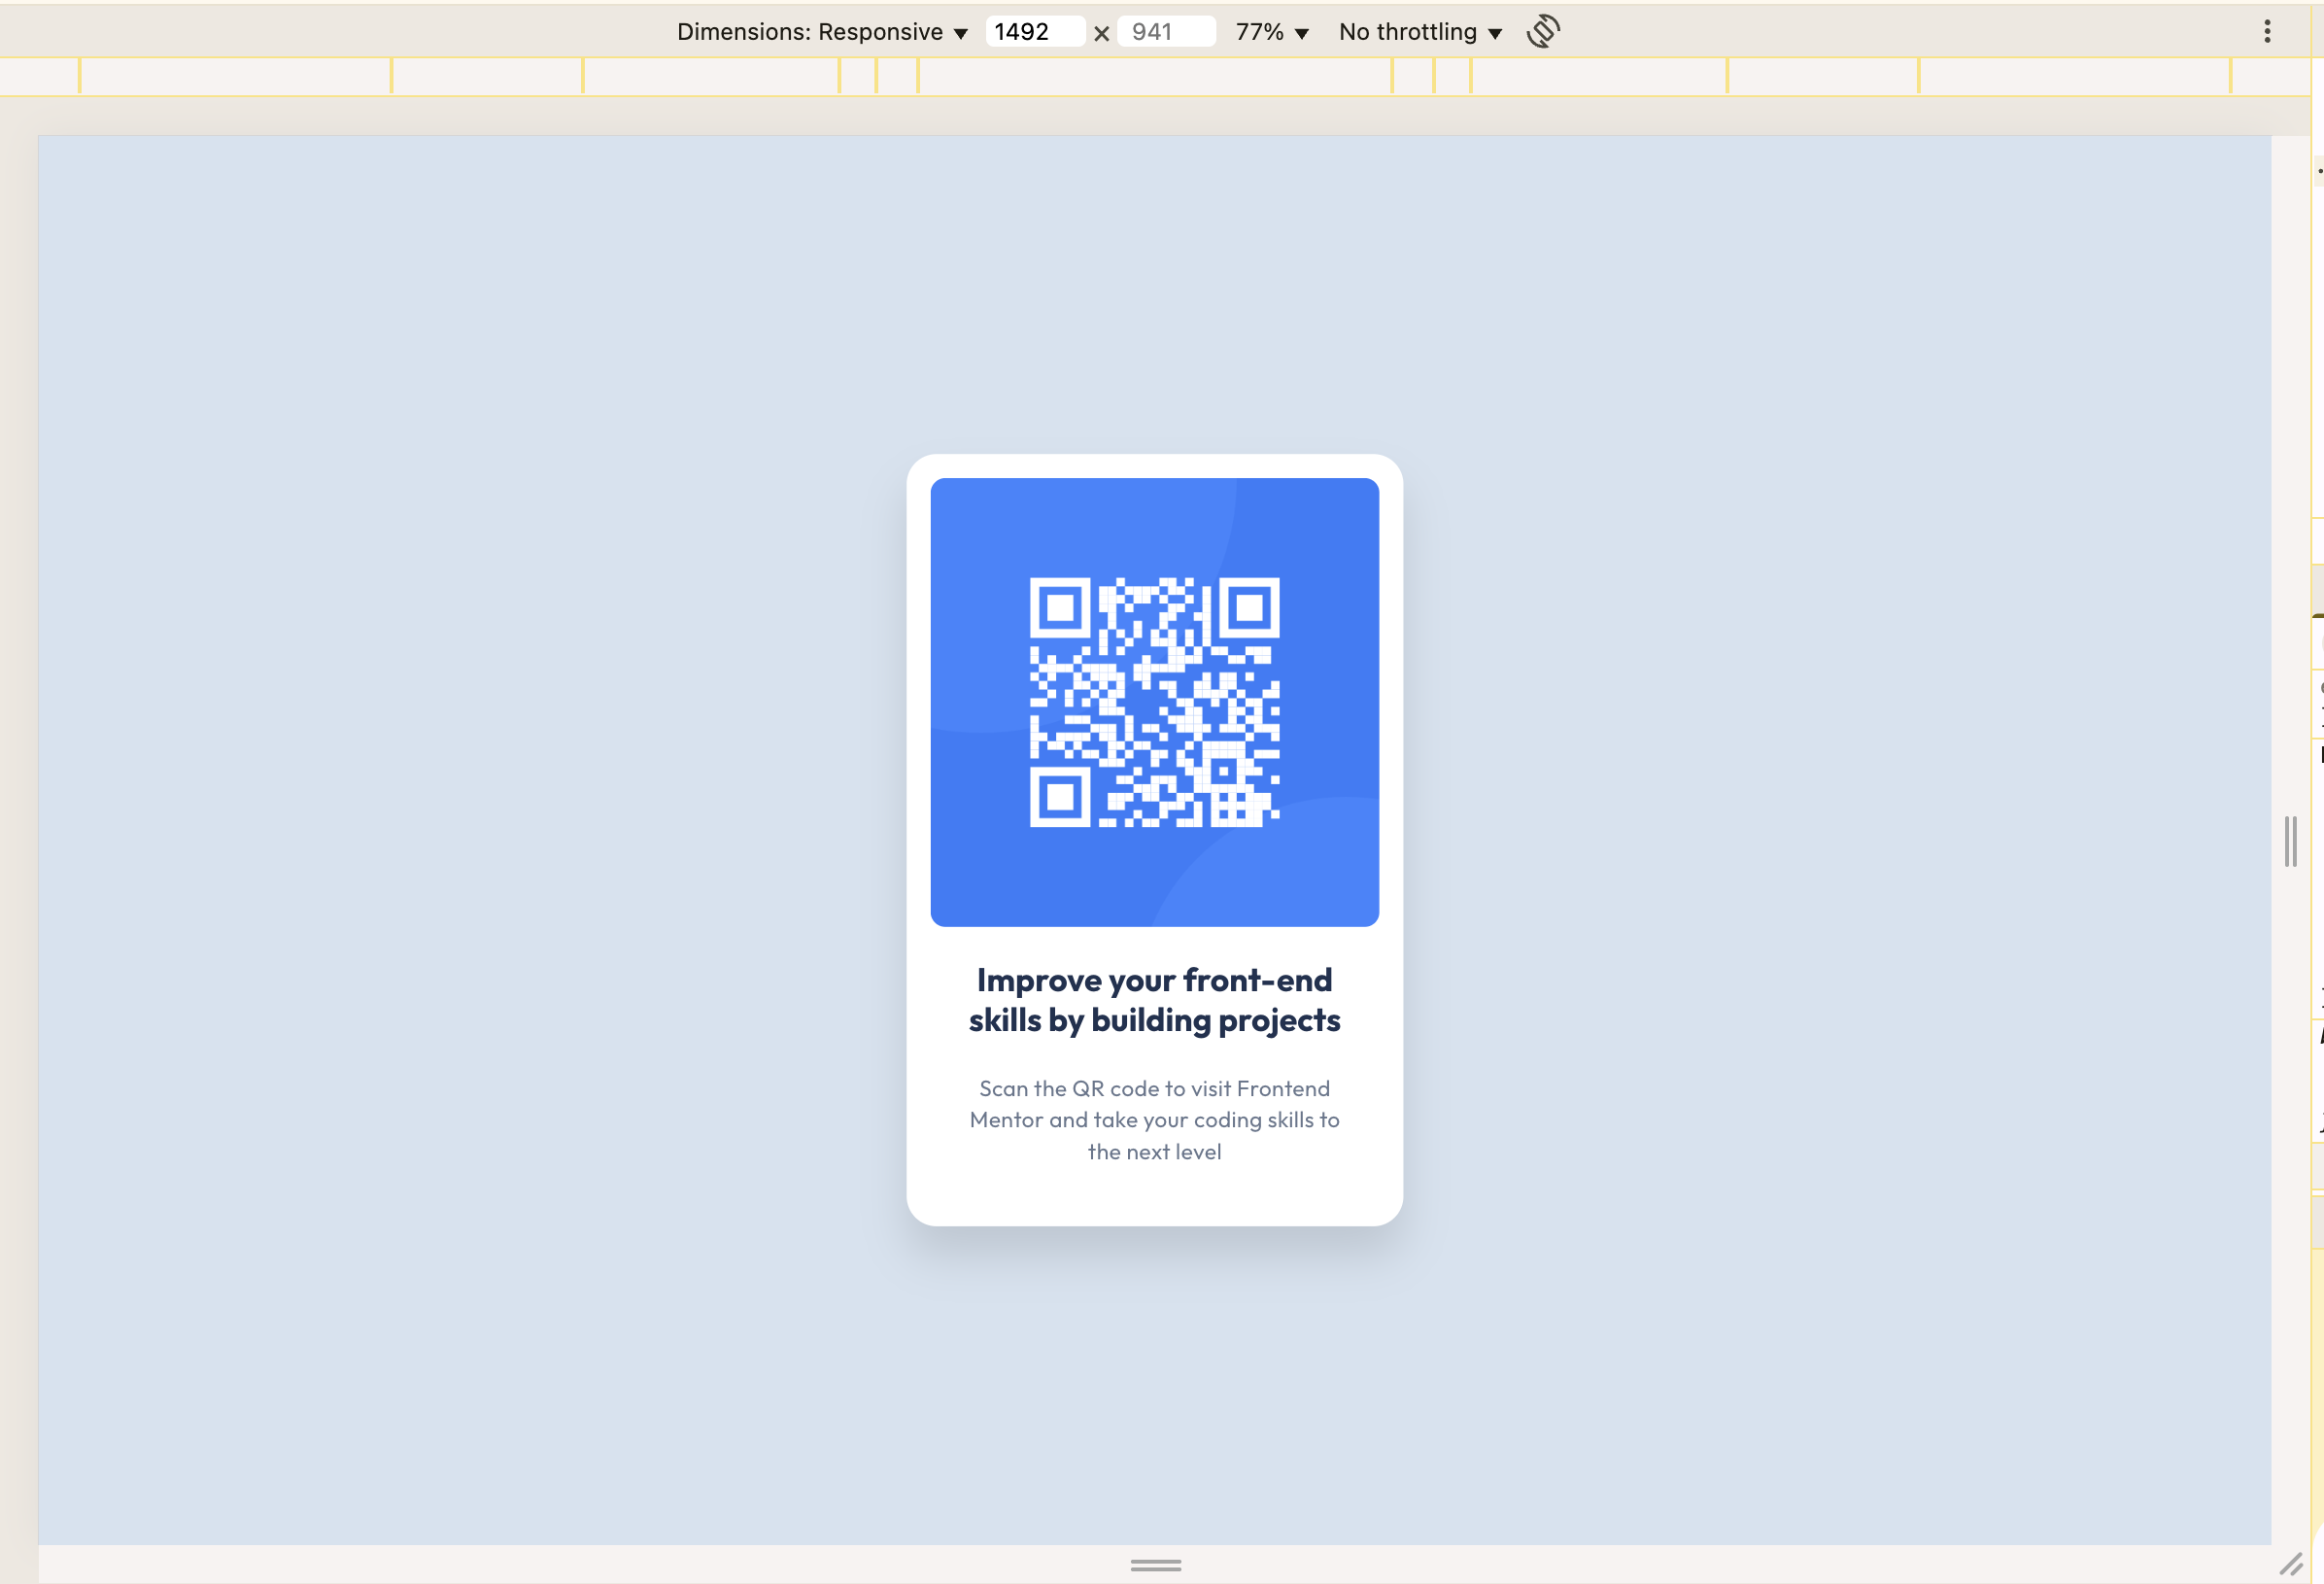 Dimensions: Responsive ▼ 1492 × 941 77% ▼ No throttling ▼
Improve your front-end
skills by building projects
Scan the QR code to visit Frontend
Mentor and take your coding skills to
the next level